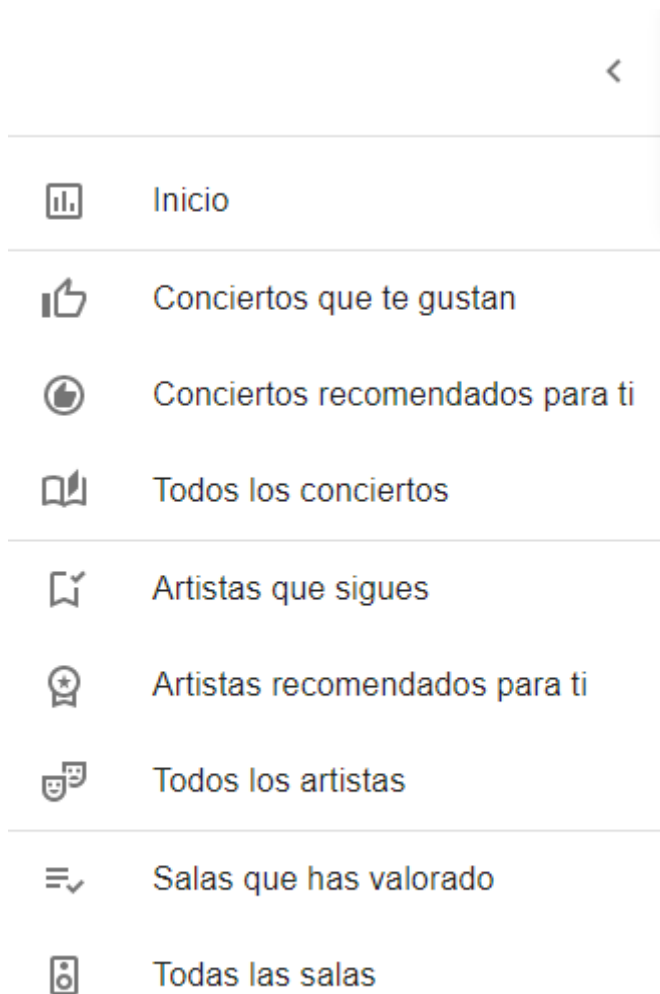 Inicio
Conciertos que te gustan
Conciertos recomendados para ti
Todos los conciertos
Artistas que sigues
Artistas recomendados para ti
Todos los artistas
Salas que has valorado
Todas las salas